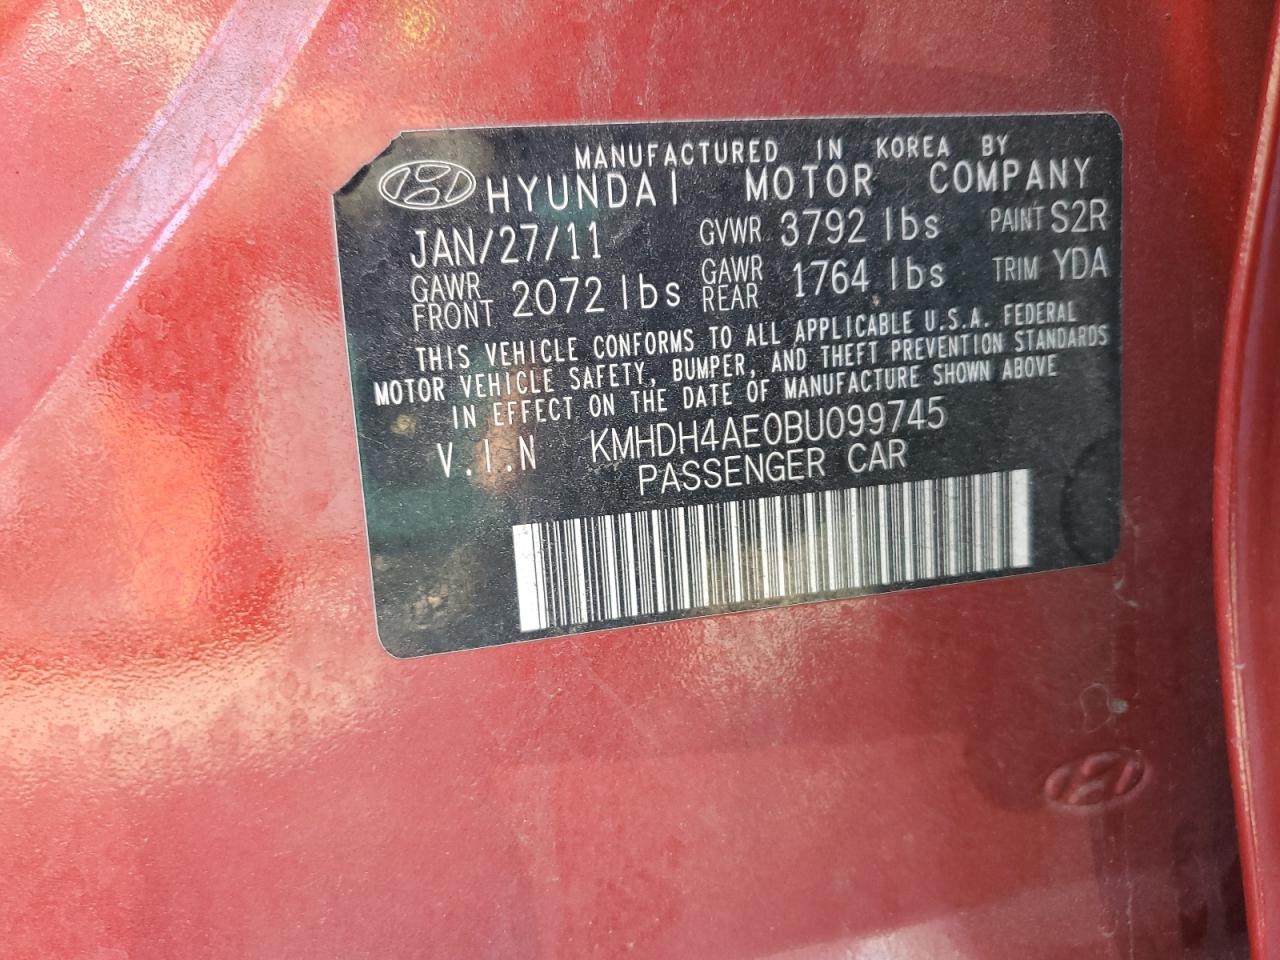 MANUFACTURED IN KOREA BY
HYUNDAI MOTOR COMPANY
JAN/27/11 GVWR 3792 lbs PAINT S2R
GAWR FRONT 2072 lbs GAWR REAR 1764 lbs TRIM YDA
THIS VEHICLE CONFORMS TO ALL APPLICABLE U.S.A. FEDERAL
MOTOR VEHICLE SAFETY, BUMPER, AND THEFT PREVENTION STANDARDS
IN EFFECT ON THE DATE OF MANUFACTURE SHOWN ABOVE
V.I.N KMHDH4AE0BU099745
PASSENGER CAR